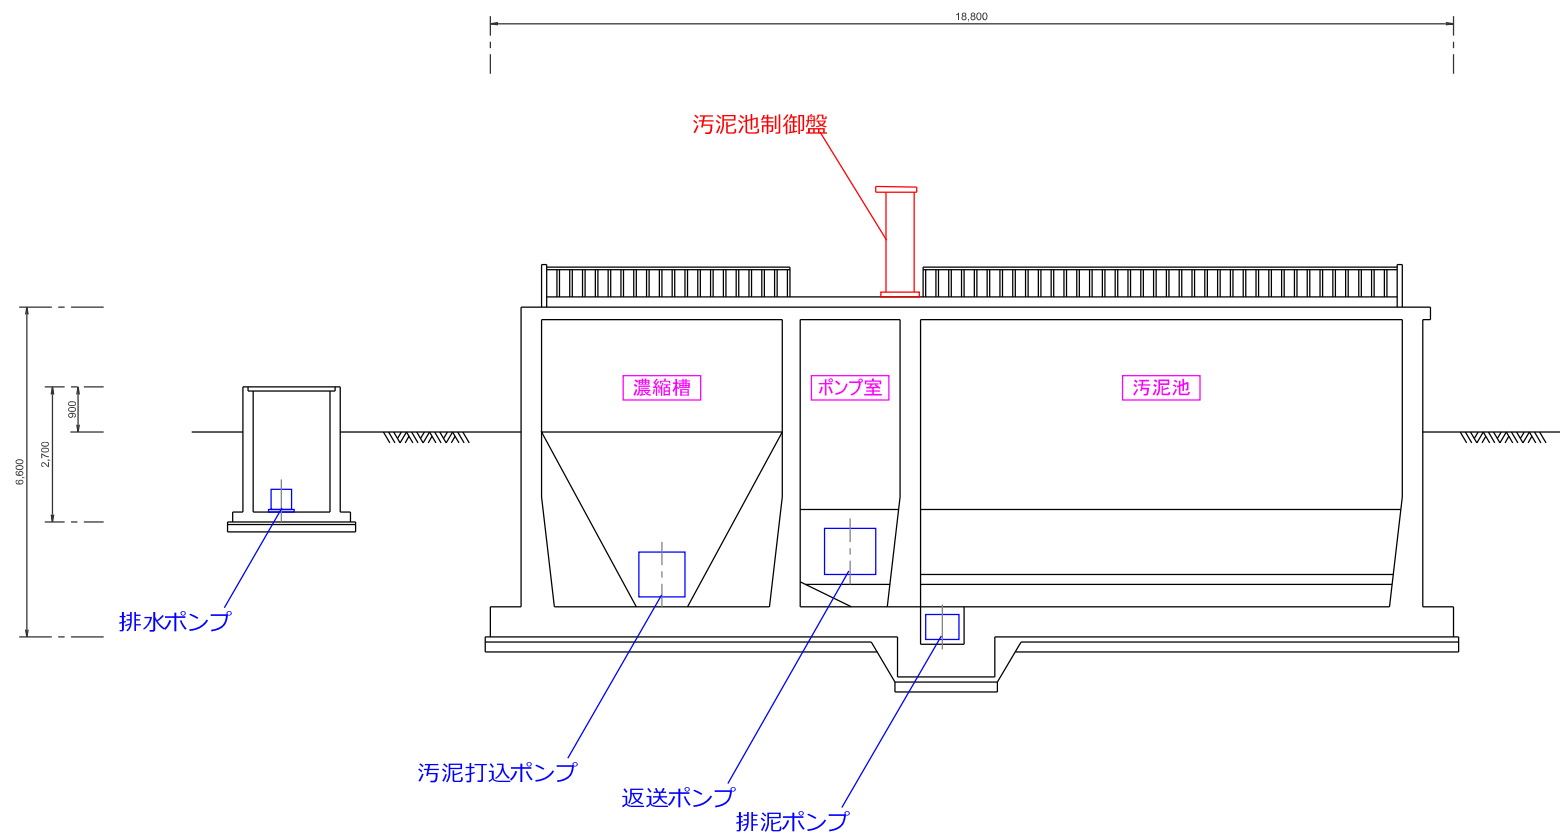 18,800
汚泥池制御盤
濃縮槽
ポンプ室
汚泥池
900
2,700
6,600
排水ポンプ
汚泥打込ポンプ
返送ポンプ
排泥ポンプ